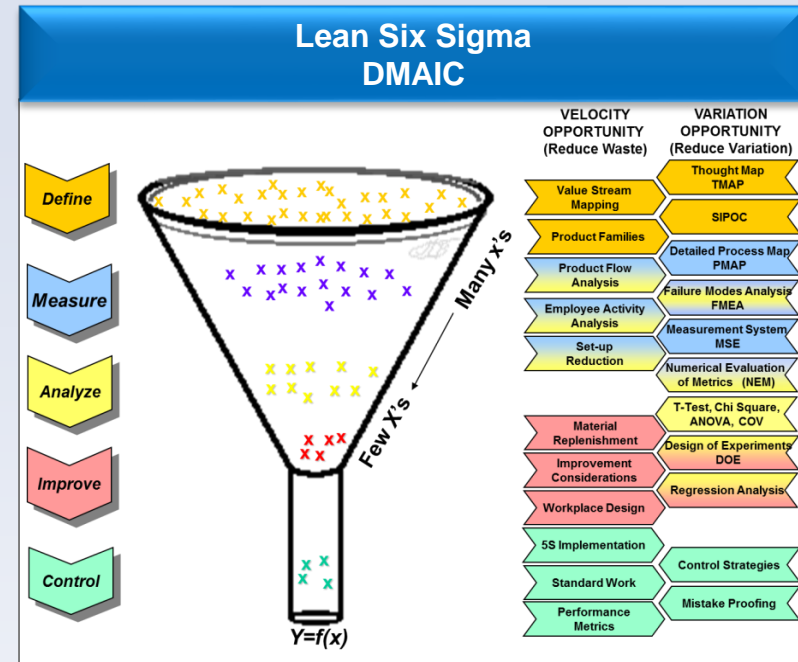 Lean Six Sigma
DMAIC
Define
Measure
Analyze
Improve
Control
Many x's
Few X's
Y=f(x)
VELOCITY
OPPORTUNITY
(Reduce Waste)
Value Stream
Mapping
Product Families
Product Flow
Analysis
Employee Activity
Analysis
Set-up
Reduction
Material
Replenishment
Improvement
Considerations
Workplace Design
5S Implementation
Standard Work
Performance
Metrics
VARIATION
OPPORTUNITY
(Reduce Variation)
Thought Map
TMAP
SIPOC
Detailed Process Map
PMAP
Failure Modes Analysis
FMEA
Measurement System
MSE
Numerical Evaluation
of Metrics (NEM)
T-Test, Chi Square,
ANOVA, COV
Design of Experiments
DOE
Regression Analysis
Control Strategies
Mistake Proofing